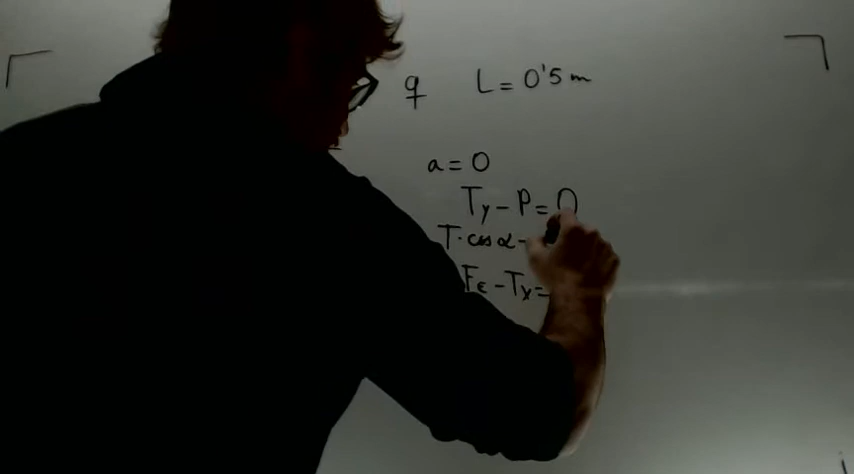 q L = 0'5 m
a = 0
Ty - P = 0
T · cos α -
Fe - Tx =